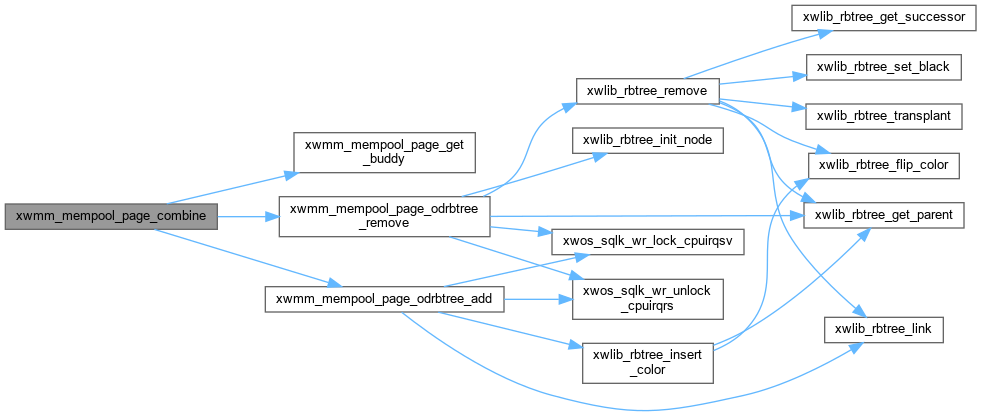 xwlib_rbtree_get_successor
xwlib_rbtree_set_black
xwlib_rbtree_remove
xwlib_rbtree_transplant
xwmm_mempool_page_get
_buddy
xwlib_rbtree_init_node
xwlib_rbtree_flip_color
xwmm_mempool_page_combine
xwmm_mempool_page_odrbtree
_remove
xwlib_rbtree_get_parent
xwos_sqlk_wr_lock_cpuirqsv
xwmm_mempool_page_odrbtree_add
xwos_sqlk_wr_unlock
_cpuirqrs
xwlib_rbtree_link
xwlib_rbtree_insert
_color